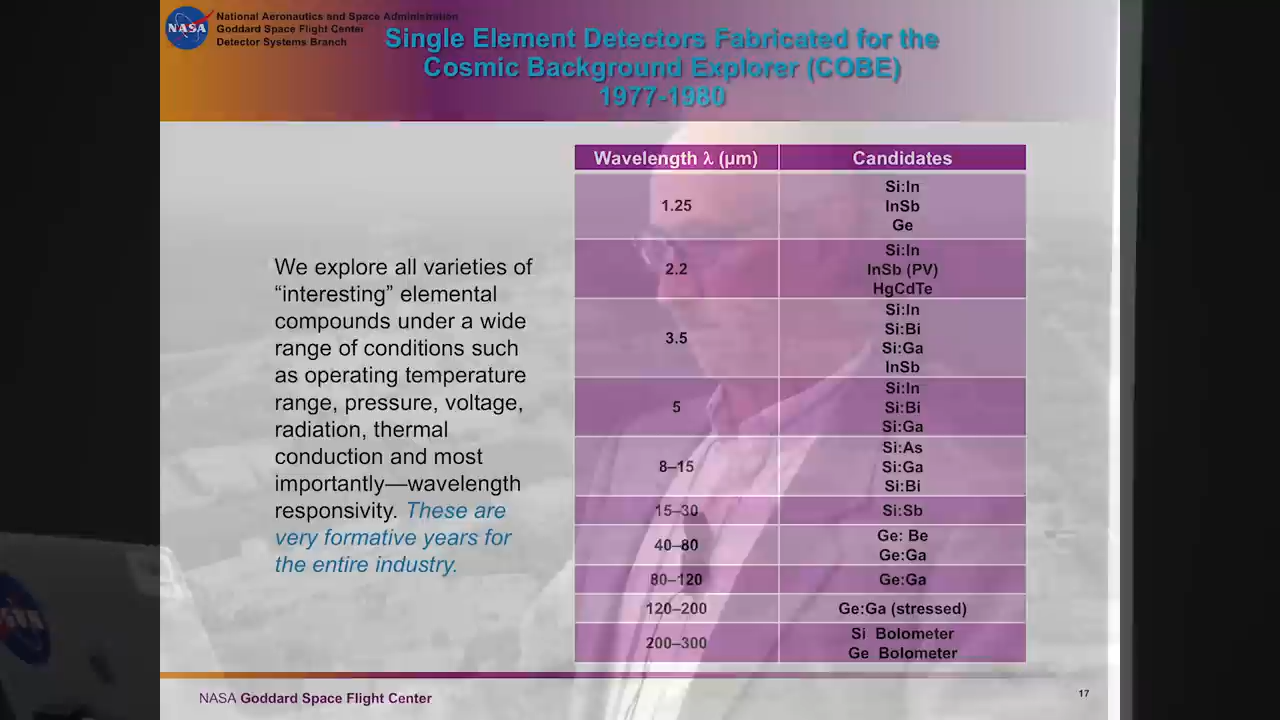 NASA
National Aeronautics and Space Administration
Goddard Space Flight Center
Detector Systems Branch
Single Element Detectors Fabricated for the
Cosmic Background Explorer (COBE)
1977-1980
We explore all varieties of
“interesting” elemental
compounds under a wide
range of conditions such
as operating temperature
range, pressure, voltage,
radiation, thermal
conduction and most
importantly—wavelength
responsivity. These are
very formative years for
the entire industry.
Wavelength λ (µm) Candidates
1.25
Si:In
InSb
Ge
2.2
Si:In
InSb (PV)
HgCdTe
3.5
Si:In
Si:Bi
Si:Ga
InSb
5
Si:In
Si:Bi
Si:Ga
8–15
Si:As
Si:Ga
Si:Bi
15–30 Si:Sb
40–80
Ge: Be
Ge:Ga
80–120 Ge:Ga
120–200 Ge:Ga (stressed)
200–300
Si Bolometer
Ge Bolometer
NASA Goddard Space Flight Center
17